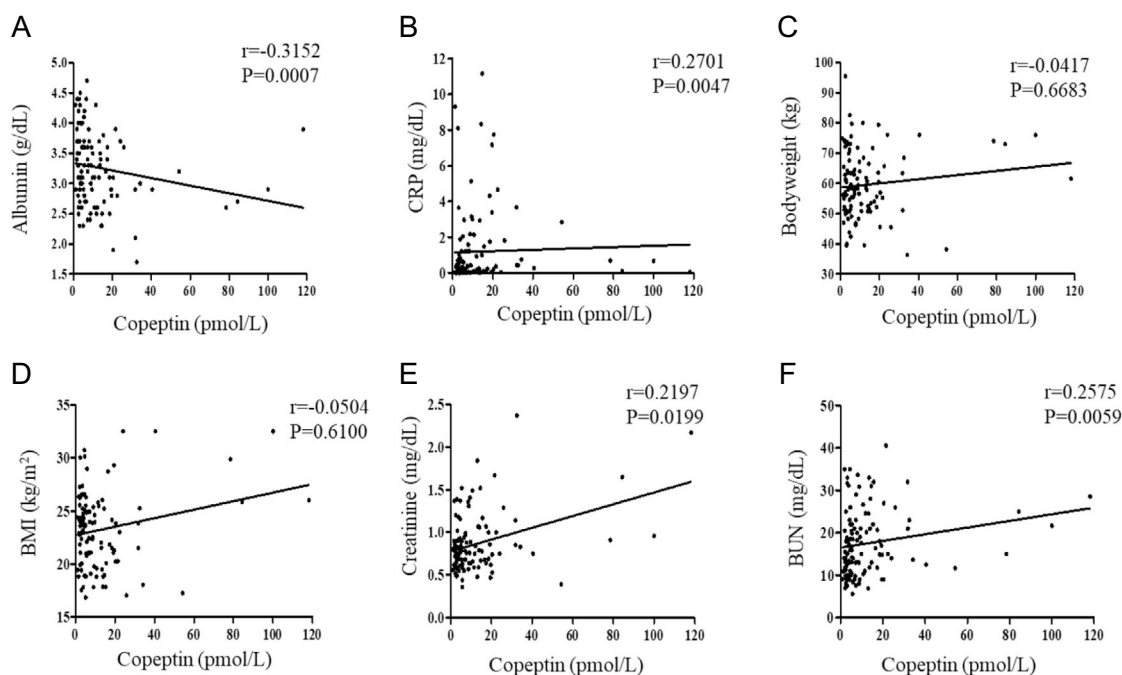 A
r=-0.3152
P=0.0007
5.0
4.5
4.0
3.5
3.0
2.5
2.0
1.5
Albumin (g/dL)
0 20 40 60 80 100 120
Copeptin (pmol/L)
B
r=0.2701
P=0.0047
12
10
8
6
4
2
0
CRP (mg/dL)
0 20 40 60 80 100 120
Copeptin (pmol/L)
C
r=-0.0417
P=0.6683
100
90
80
70
60
50
40
30
Bodyweight (kg)
0 20 40 60 80 100 120
Copeptin (pmol/L)
D
r=-0.0504
P=0.6100
35
30
25
20
15
BMI (kg/m²)
0 20 40 60 80 100 120
Copeptin (pmol/L)
E
r=0.2197
P=0.0199
2.5
2.0
1.5
1.0
0.5
0.0
Creatinine (mg/dL)
0 20 40 60 80 100 120
Copeptin (pmol/L)
F
r=0.2575
P=0.0059
50
40
30
20
10
0
BUN (mg/dL)
0 20 40 60 80 100 120
Copeptin (pmol/L)